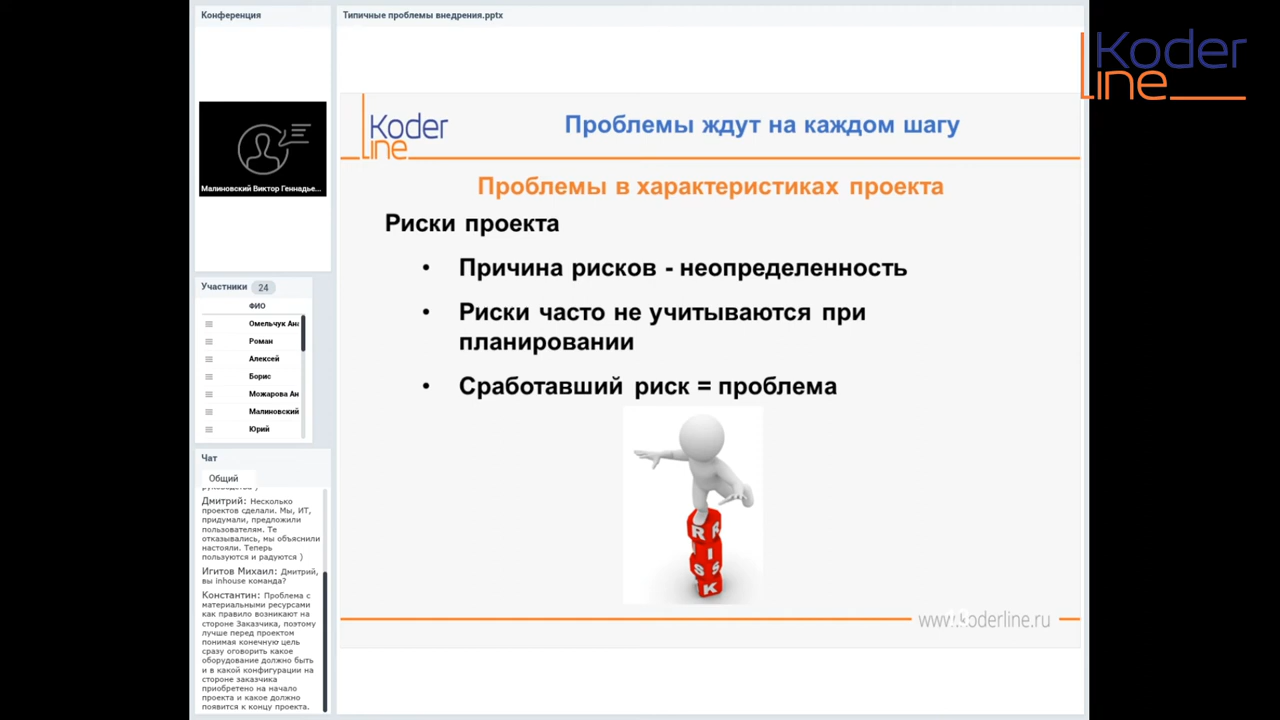 Конференция
Типичные проблемы внедрения.pptx
Koder
line
Малиновский Виктор Геннадье...
Участники 24
ФИО
Омельчук Ана
Роман
Алексей
Борис
Можарова Ан
Малиновский
Юрий
Чат
Общий
Дмитрий: Несколько
проектов сделали. Мы, ИТ,
придумали, предложили
пользователям. Те
отказывались, мы объяснили
настояли. Теперь
пользуются и радуются )
Игитов Михаил: Дмитрий,
вы inhouse команда?
Константин: Проблема с
материальными ресурсами
как правило возникают на
стороне Заказчика, поэтому
лучше перед проектом
понимая конечную цель
сразу оговорить какое
оборудование должно быть
и в какой конфигурации на
стороне заказчика
приобретено на начало
проекта и какое должно
появится к концу проекта.
Koder
line
Проблемы ждут на каждом шагу
Проблемы в характеристиках проекта
Риски проекта
• Причина рисков - неопределенность
• Риски часто не учитываются при
планировании
• Сработавший риск = проблема
RISK
www.koderline.ru